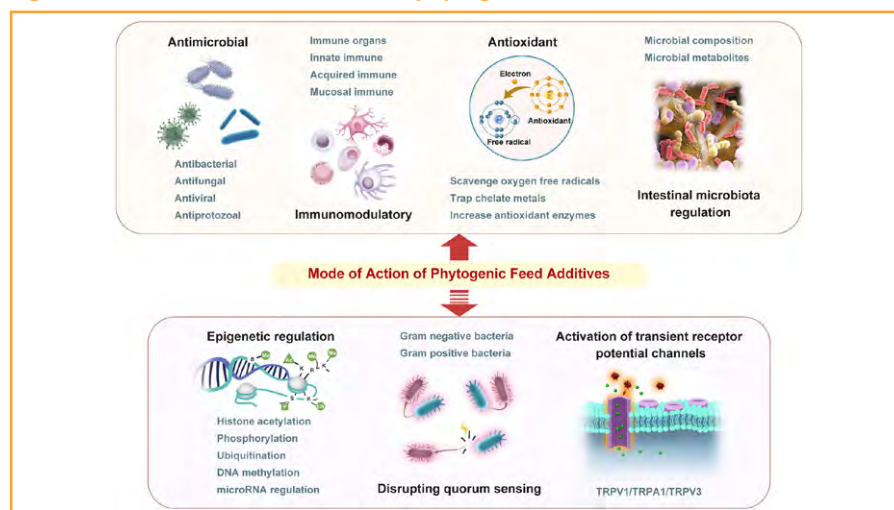 Antimicrobial
Antibacterial
Antifungal
Antiviral
Antiprotozoal
Immune organs
Innate immune
Acquired immune
Mucosal immune
Immunomodulatory
Antioxidant
Electron
Antioxidant
Free radical
Scavenge oxygen free radicals
Trap chelate metals
Increase antioxidant enzymes
Microbial composition
Microbial metabolites
Intestinal microbiota
regulation
Mode of Action of Phytogenic Feed Additives
Epigenetic regulation
Histone acetylation
Phosphorylation
Ubiquitination
DNA methylation
microRNA regulation
Gram negative bacteria
Gram positive bacteria
Disrupting quorum sensing
Activation of transient receptor
potential channels
TRPV1/TRPA1/TRPV3